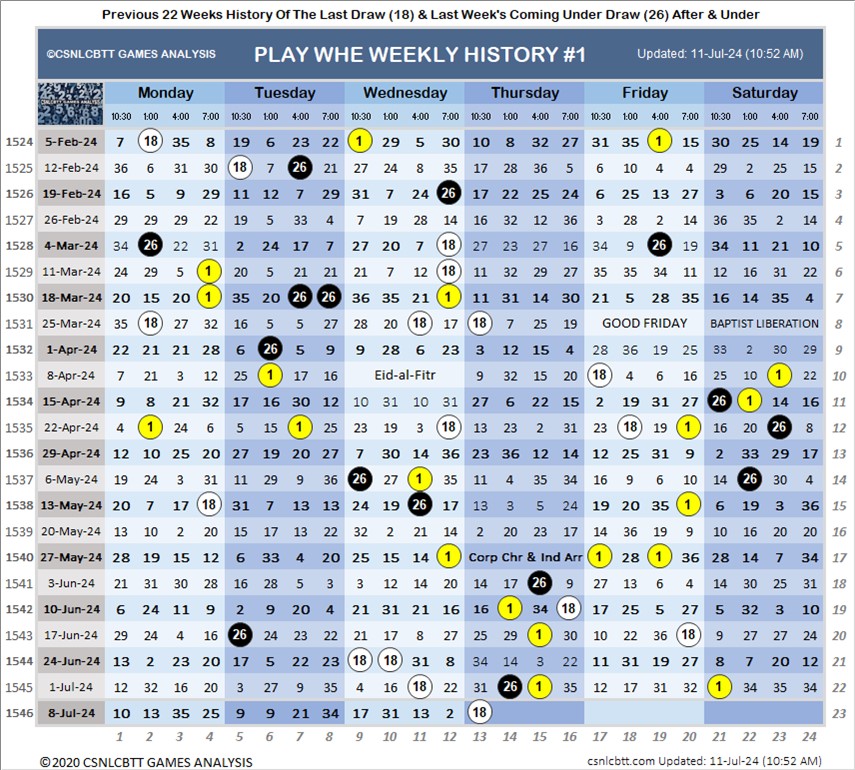 Previous 22 Weeks History Of The Last Draw (18) & Last Week's Coming Under Draw (26) After & Under
©CSNLCBTT GAMES ANALYSIS PLAY WHE WEEKLY HISTORY #1 Updated: 11-Jul-24 (10:52 AM)
CSNLCBTT GAMES ANALYSIS Monday Tuesday Wednesday Thursday Friday Saturday
10:30 1:00 4:00 7:00 10:30 1:00 4:00 7:00 10:30 1:00 4:00 7:00 10:30 1:00 4:00 7:00 10:30 1:00 4:00 7:00 10:30 1:00 4:00 7:00
1524 5-Feb-24 7 18 35 8 19 6 23 22 1 29 5 30 10 8 32 27 31 35 1 15 30 25 14 19 1
1525 12-Feb-24 36 6 31 30 18 7 26 21 27 24 8 35 17 28 36 5 6 10 4 4 29 2 25 15 2
1526 19-Feb-24 16 5 9 29 11 12 7 29 31 7 24 26 17 22 25 24 6 25 13 27 3 6 20 15 3
1527 26-Feb-24 29 29 29 22 19 5 33 4 7 19 28 14 16 32 12 36 3 28 2 14 36 35 2 14 4
1528 4-Mar-24 34 26 22 31 2 24 17 7 27 20 7 18 27 23 27 16 34 9 26 19 34 11 21 10 5
1529 11-Mar-24 24 29 5 1 20 5 21 21 21 7 12 18 11 32 29 27 35 35 34 11 12 16 31 22 6
1530 18-Mar-24 20 15 20 1 35 20 26 26 36 35 21 1 11 31 14 30 21 5 28 35 16 14 35 4 7
1531 25-Mar-24 35 18 27 32 16 5 5 27 28 20 18 17 18 7 25 19 GOOD FRIDAY BAPTIST LIBERATION 8
1532 1-Apr-24 22 21 21 28 6 26 5 9 9 28 6 23 3 12 15 4 28 36 19 25 33 2 30 29 9
1533 8-Apr-24 7 21 3 12 25 1 17 16 Eid-al-Fitr 9 32 15 20 18 4 6 16 25 10 1 22 10
1534 15-Apr-24 9 8 21 32 17 16 30 12 10 31 10 31 27 6 22 15 2 19 31 27 26 1 14 16 11
1535 22-Apr-24 4 1 24 6 5 15 1 25 23 19 3 18 13 23 2 31 23 18 19 1 16 20 26 8 12
1536 29-Apr-24 12 10 25 20 27 19 20 27 7 30 14 36 23 36 12 14 12 25 31 9 2 33 29 17 13
1537 6-May-24 19 24 3 31 11 29 9 36 26 27 1 35 11 4 35 34 16 9 6 10 22 26 14 30 14
1538 13-May-24 20 7 17 18 31 7 13 13 24 19 26 17 13 3 5 24 19 20 35 1 6 19 3 36 15
1539 20-May-24 13 10 2 20 15 17 13 22 32 2 21 14 2 20 23 17 14 36 19 9 10 16 20 20 16
1540 27-May-24 28 19 15 12 6 33 4 20 25 15 14 1 Corp Chr & Ind Arr 1 28 1 36 28 14 7 34 17
1541 3-Jun-24 21 31 30 28 16 28 5 3 3 12 14 20 14 17 26 9 27 13 6 4 14 30 25 31 18
1542 10-Jun-24 6 24 11 9 2 9 20 4 21 31 21 16 16 1 34 18 17 25 5 27 5 32 3 10 19
1543 17-Jun-24 29 24 4 16 26 24 23 22 21 17 8 27 25 29 1 30 10 22 36 18 9 27 27 24 20
1544 24-Jun-24 13 2 23 20 17 5 22 23 18 18 31 8 34 14 3 22 11 31 19 27 8 7 20 12 21
1545 1-Jul-24 12 32 16 20 3 27 9 35 4 16 18 22 31 26 1 35 12 17 31 32 1 34 35 34 22
1546 8-Jul-24 10 13 35 25 9 9 21 34 17 31 13 2 18 23
1 2 3 4 5 6 7 8 9 10 11 12 13 14 15 16 17 18 19 20 21 22 23 24
©2020 CSNLCBTT GAMES ANALYSIS csnlcbtt.com Updated: 11-Jul-24 (10:52 AM)